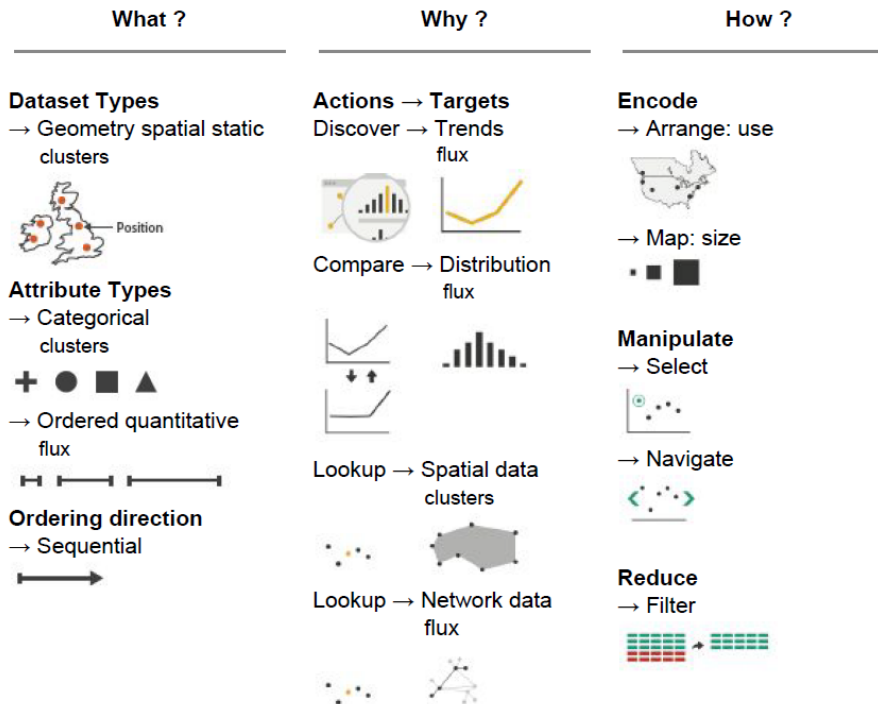 What ?
Why ?
How ?
Dataset Types
→ Geometry spatial static
clusters
Position
Attribute Types
→ Categorical
clusters
→ Ordered quantitative
flux
Ordering direction
→ Sequential
Actions → Targets
Discover → Trends
flux
Compare → Distribution
flux
Lookup → Spatial data
clusters
Lookup → Network data
flux
Encode
→ Arrange: use
→ Map: size
Manipulate
→ Select
→ Navigate
Reduce
→ Filter